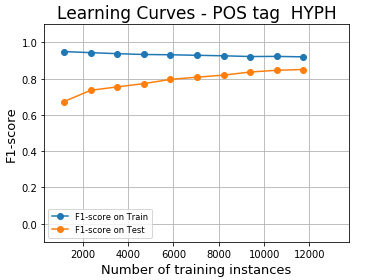 Learning Curves - POS tag  HYPH
1.0
0.8
0.6
0.4
0.2
0.0
F1-score
F1-score on Train
F1-score on Test
2000 4000 6000 8000 10000 12000
Number of training instances